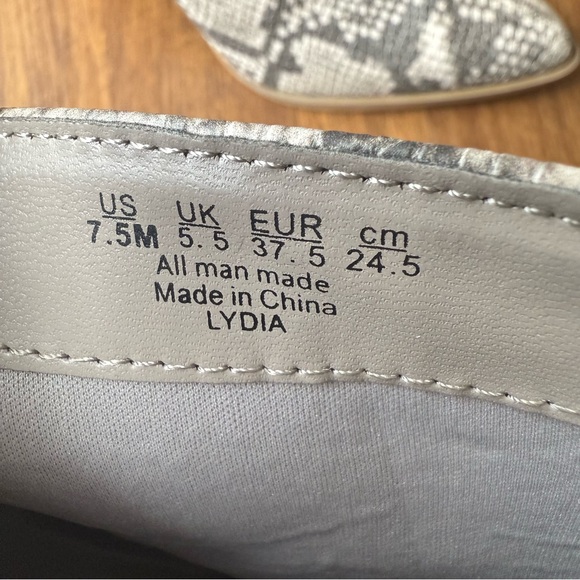 US UK EUR cm
7.5M 5.5 37.5 24.5
All man made
Made in China
LYDIA